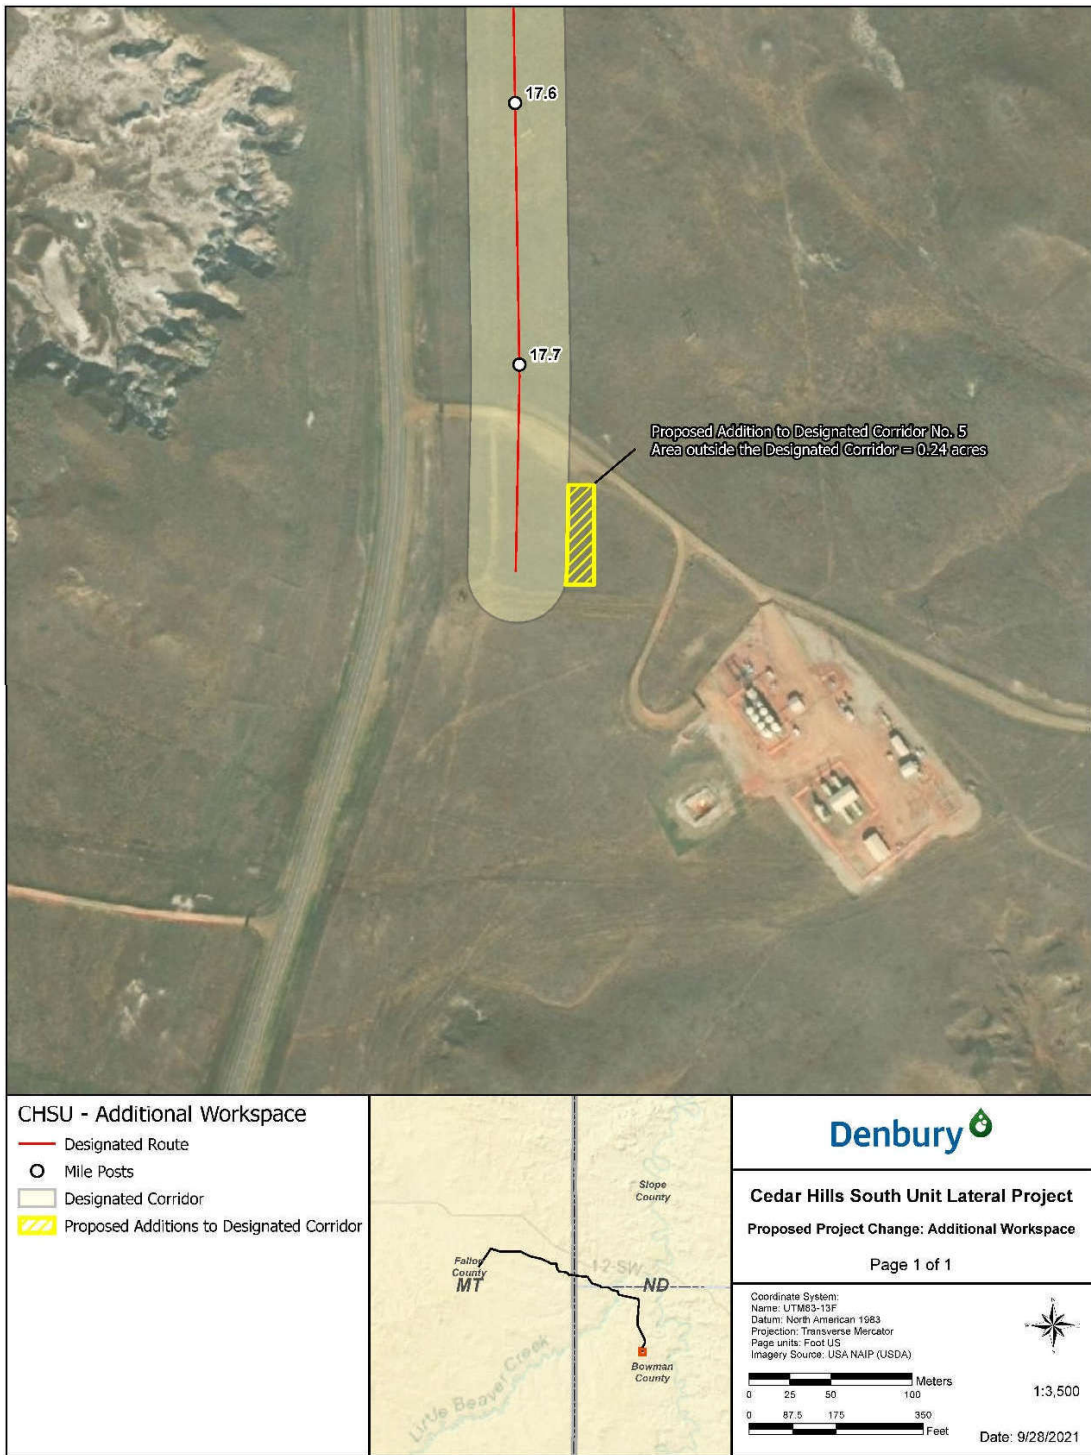 17.6
17.7
Proposed Addition to Designated Corridor No. 5
Area outside the Designated Corridor = 0.24 acres
CHSU - Additional Workspace
Designated Route
Mile Posts
Designated Corridor
Proposed Additions to Designated Corridor
Slope
County
Fallon
County
MT
12-SW
ND
Bowman
County
Little Beaver Creek
Denbury
Cedar Hills South Unit Lateral Project
Proposed Project Change: Additional Workspace
Page 1 of 1
Coordinate System:
Name: UTM83-13F
Datum: North American 1983
Projection: Transverse Mercator
Page units: Foot US
Imagery Source: USA NAIP (USDA)
Meters
0 25 50 100
1:3,500
0 87.5 175 350
Feet
Date: 9/28/2021